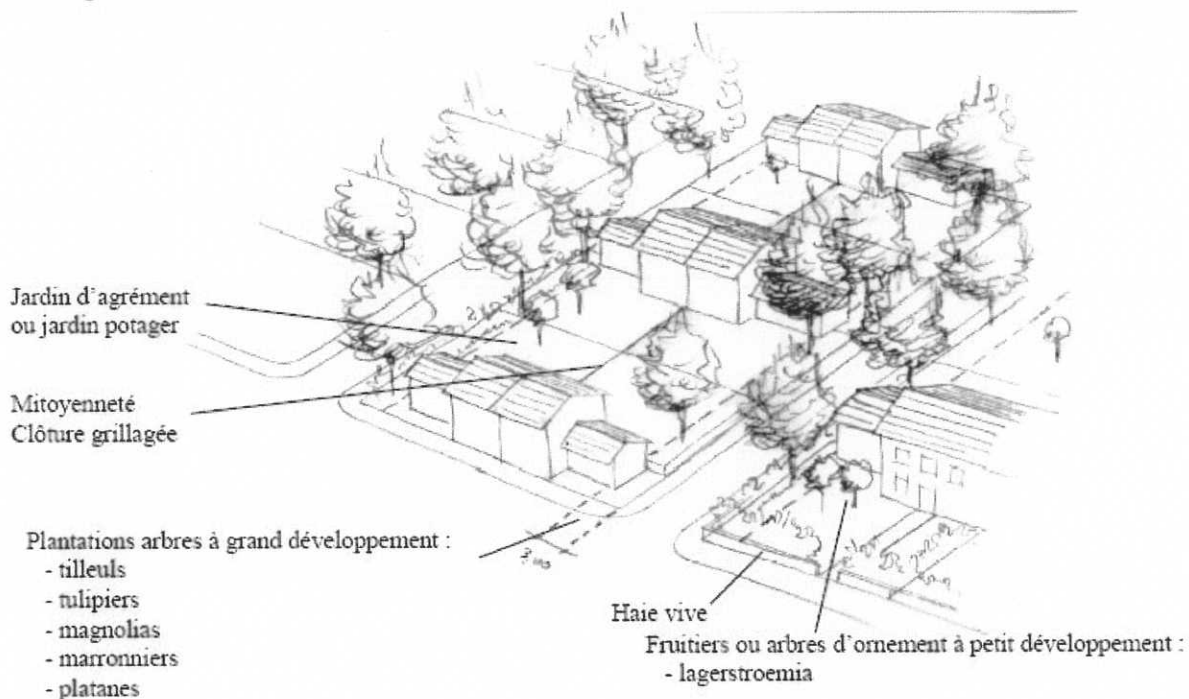 Jardin d'agrément
ou jardin potager
Mitoyenneté
Clôture grillagée
Plantations arbres à grand développement :
- tilleuls
- tulipiers
- magnolias
- marronniers
- platanes
Haie vive
Fruitiers ou arbres d'ornement à petit développement :
- lagerstroemia